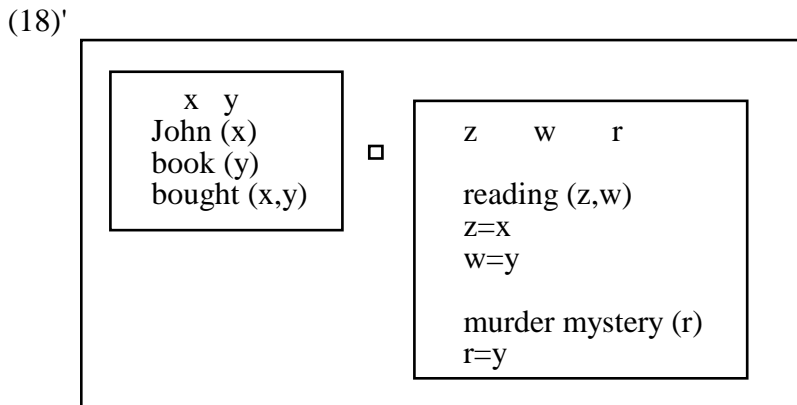 (18)'
x y
John (x)
book (y)
bought (x,y)
□
z w r
reading (z,w)
z=x
w=y
murder mystery (r)
r=y